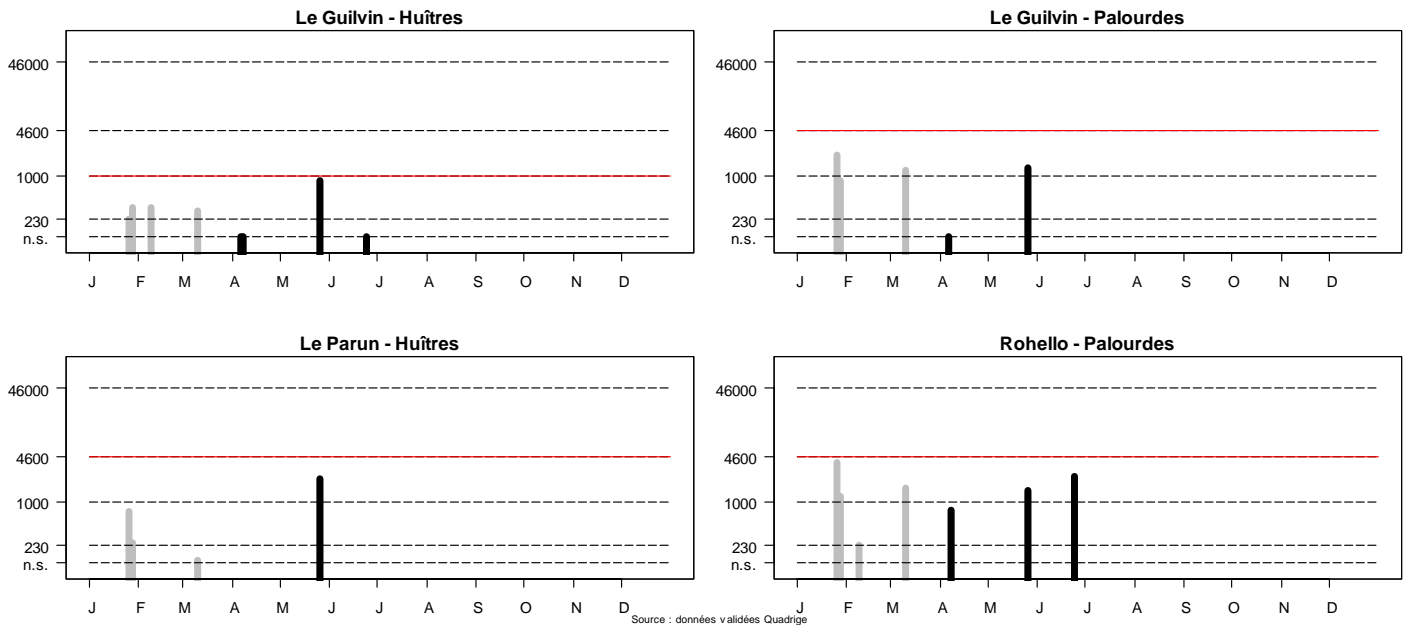 Le Guilvin - Huîtres
46000
4600
1000
230
n.s.
J F M A M J J A S O N D
Le Guilvin - Palourdes
46000
4600
1000
230
n.s.
J F M A M J J A S O N D
Le Parun - Huîtres
46000
4600
1000
230
n.s.
J F M A M J J A S O N D
Rohello - Palourdes
46000
4600
1000
230
n.s.
J F M A M J J A S O N D
Source : données validées Quadrige